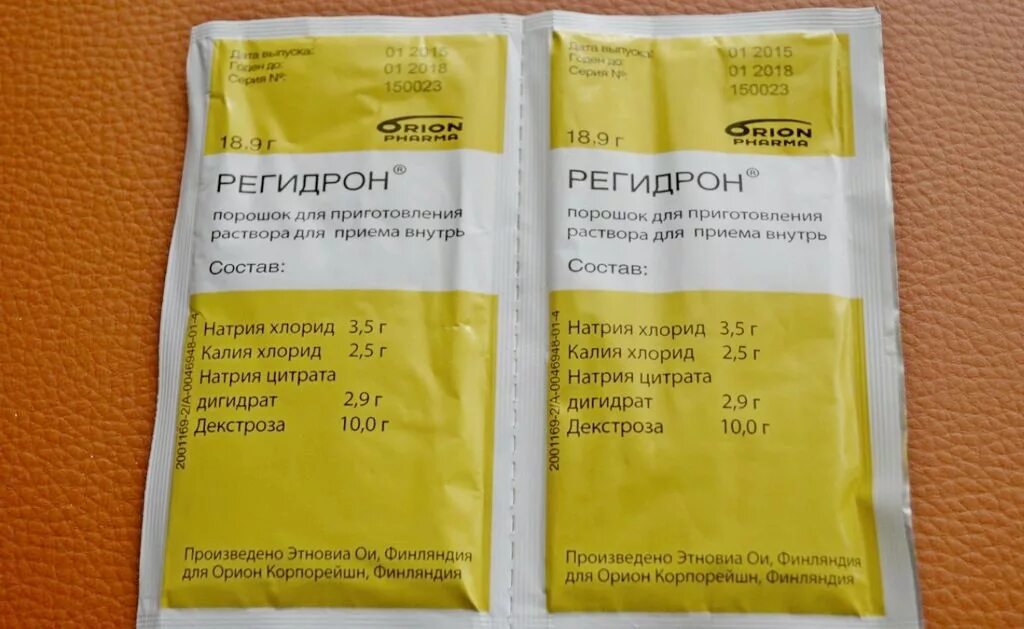 Дата выпуска: 01 2015
Годен до: 01 2018
Серия №: 150023
ORION
PHARMA
18,9 г
РЕГИДРОН®
порошок для приготовления
раствора для приема внутрь
Состав:
Натрия хлорид 3,5 г
Калия хлорид 2,5 г
Натрия цитрата
дигидрат 2,9 г
Декстроза 10,0 г
2001169-2/A-0046948-01-4
Произведено Этновиа Ои, Финляндия
для Орион Корпорейшн, Финляндия
Дата выпуска: 01 2015
Годен до: 01 2018
Серия №: 150023
ORION
PHARMA
18,9 г
РЕГИДРОН®
порошок для приготовления
раствора для приема внутрь
Состав:
Натрия хлорид 3,5 г
Калия хлорид 2,5 г
Натрия цитрата
дигидрат 2,9 г
Декстроза 10,0 г
2001169-2/A-0046948-01-4
Произведено Этновиа Ои, Финляндия
для Орион Корпорейшн, Финляндия